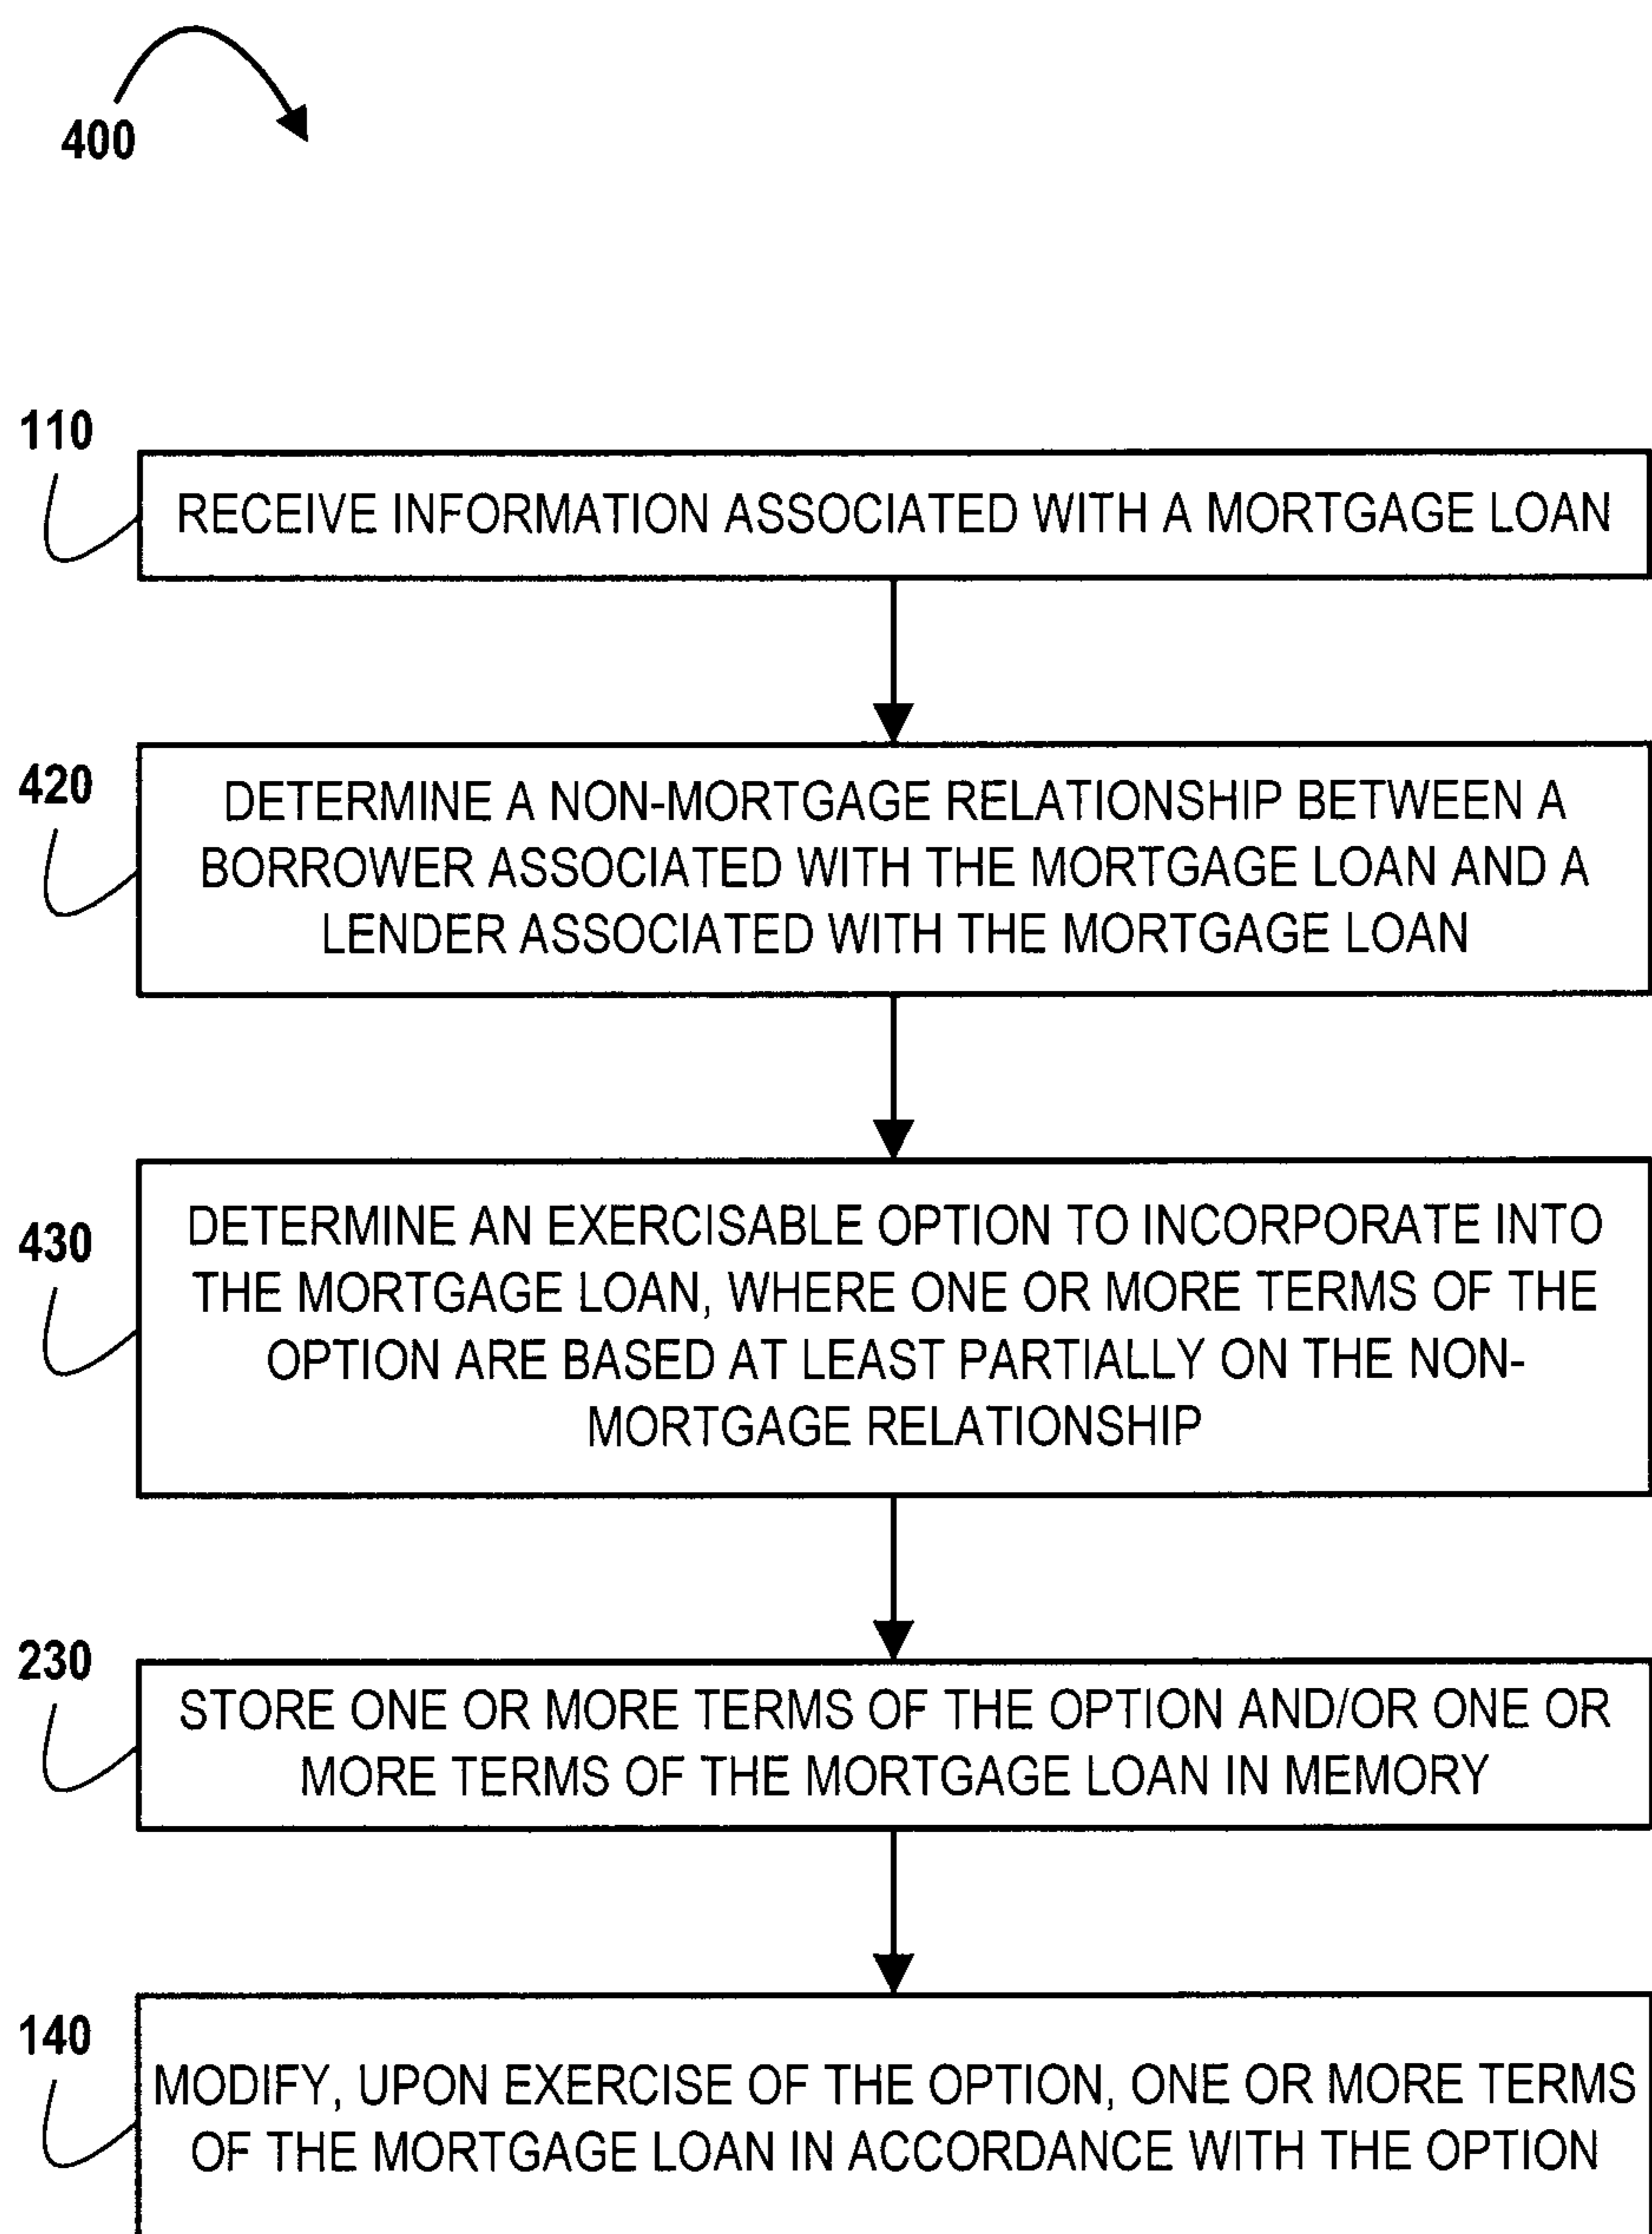 400
110
RECEIVE INFORMATION ASSOCIATED WITH A MORTGAGE LOAN
420
DETERMINE A NON-MORTGAGE RELATIONSHIP BETWEEN A
BORROWER ASSOCIATED WITH THE MORTGAGE LOAN AND A
LENDER ASSOCIATED WITH THE MORTGAGE LOAN
430
DETERMINE AN EXERCISABLE OPTION TO INCORPORATE INTO
THE MORTGAGE LOAN, WHERE ONE OR MORE TERMS OF THE
OPTION ARE BASED AT LEAST PARTIALLY ON THE NON-
MORTGAGE RELATIONSHIP
230
STORE ONE OR MORE TERMS OF THE OPTION AND/OR ONE OR
MORE TERMS OF THE MORTGAGE LOAN IN MEMORY
140
MODIFY, UPON EXERCISE OF THE OPTION, ONE OR MORE TERMS
OF THE MORTGAGE LOAN IN ACCORDANCE WITH THE OPTION